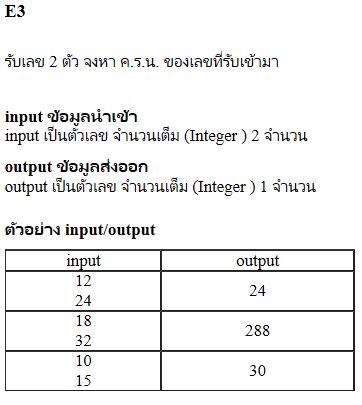 E3
รับเลข 2 ตัว จงหา ค.ร.น. ของเลขที่รับเข้ามา
input ข้อมูลนำเข้า
input เป็นตัวเลข จำนวนเต็ม (Integer ) 2 จำนวน
output ข้อมูลส่งออก
output เป็นตัวเลข จำนวนเต็ม (Integer ) 1 จำนวน
ตัวอย่าง input/output
input output
12
24
24
18
32
288
10
15
30